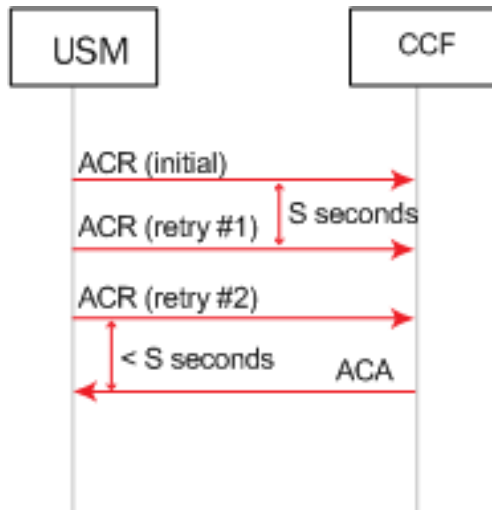 USM
CCF
ACR (initial)
S seconds
ACR (retry #1)
ACR (retry #2)
< S seconds
ACA